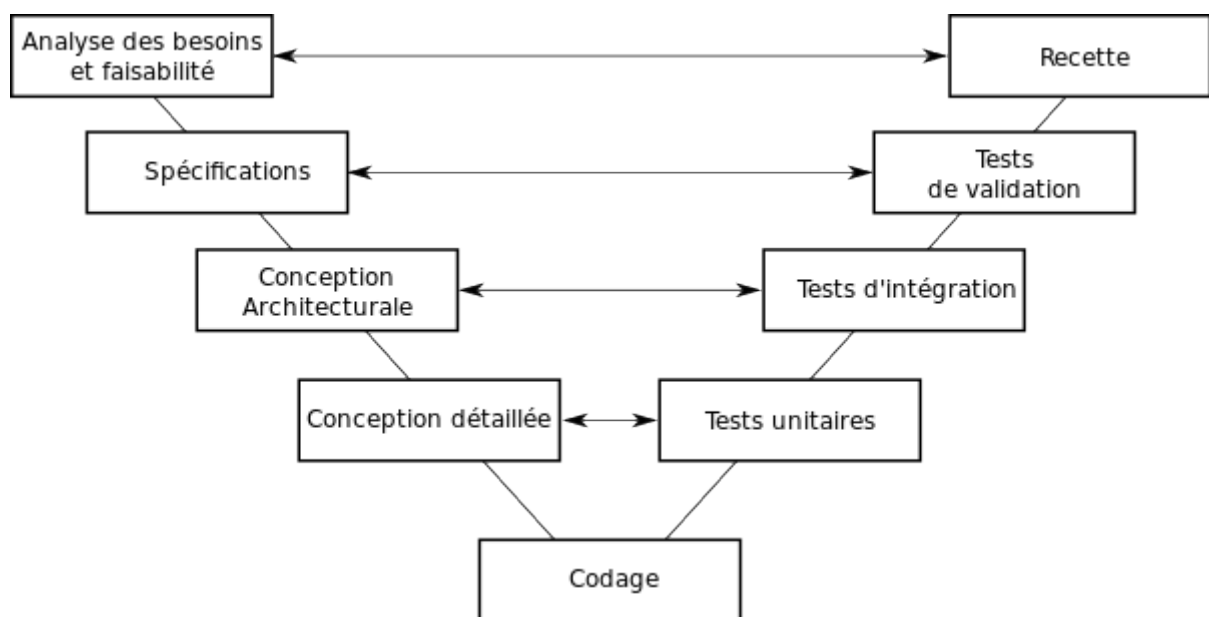 Analyse des besoins
et faisabilité
Recette
Spécifications
Tests
de validation
Conception
Architecturale
Tests d'intégration
Conception détaillée
Tests unitaires
Codage